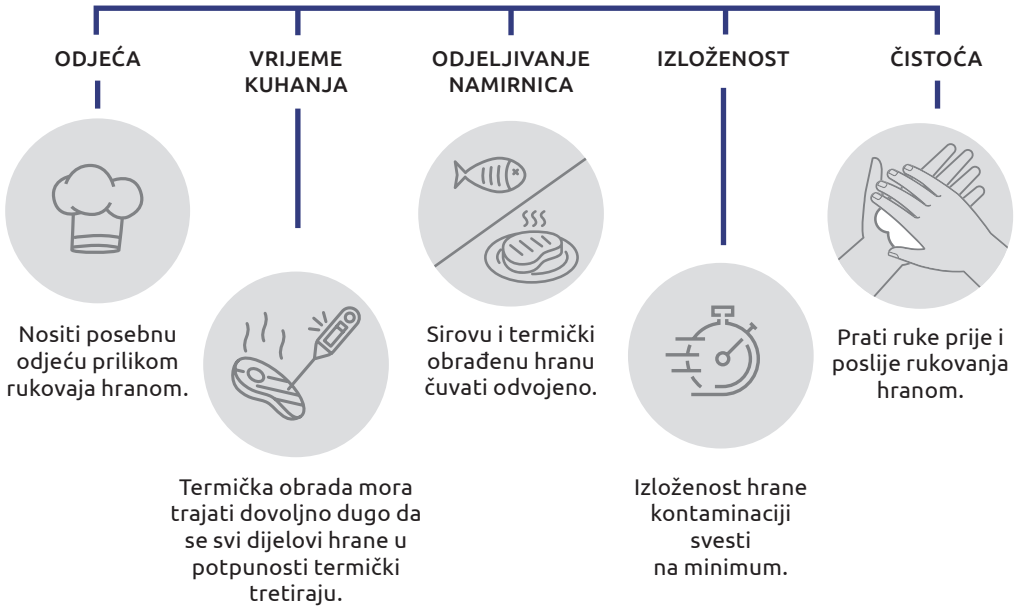 ODJEĆA
Nositi posebnu
odjeću prilikom
rukovaja hranom.
VRIJEME
KUHANJA
Termička obrada mora
trajati dovoljno dugo da
se svi dijelovi hrane u
potpunosti termički
tretiraju.
ODJELJIVANJE
NAMIRNICA
Sirovu i termički
obrađenu hranu
čuvati odvojeno.
IZLOŽENOST
Izloženost hrane
kontaminaciji
svesti
na minimum.
ČISTOĆA
Prati ruke prije i
poslije rukovanja
hranom.